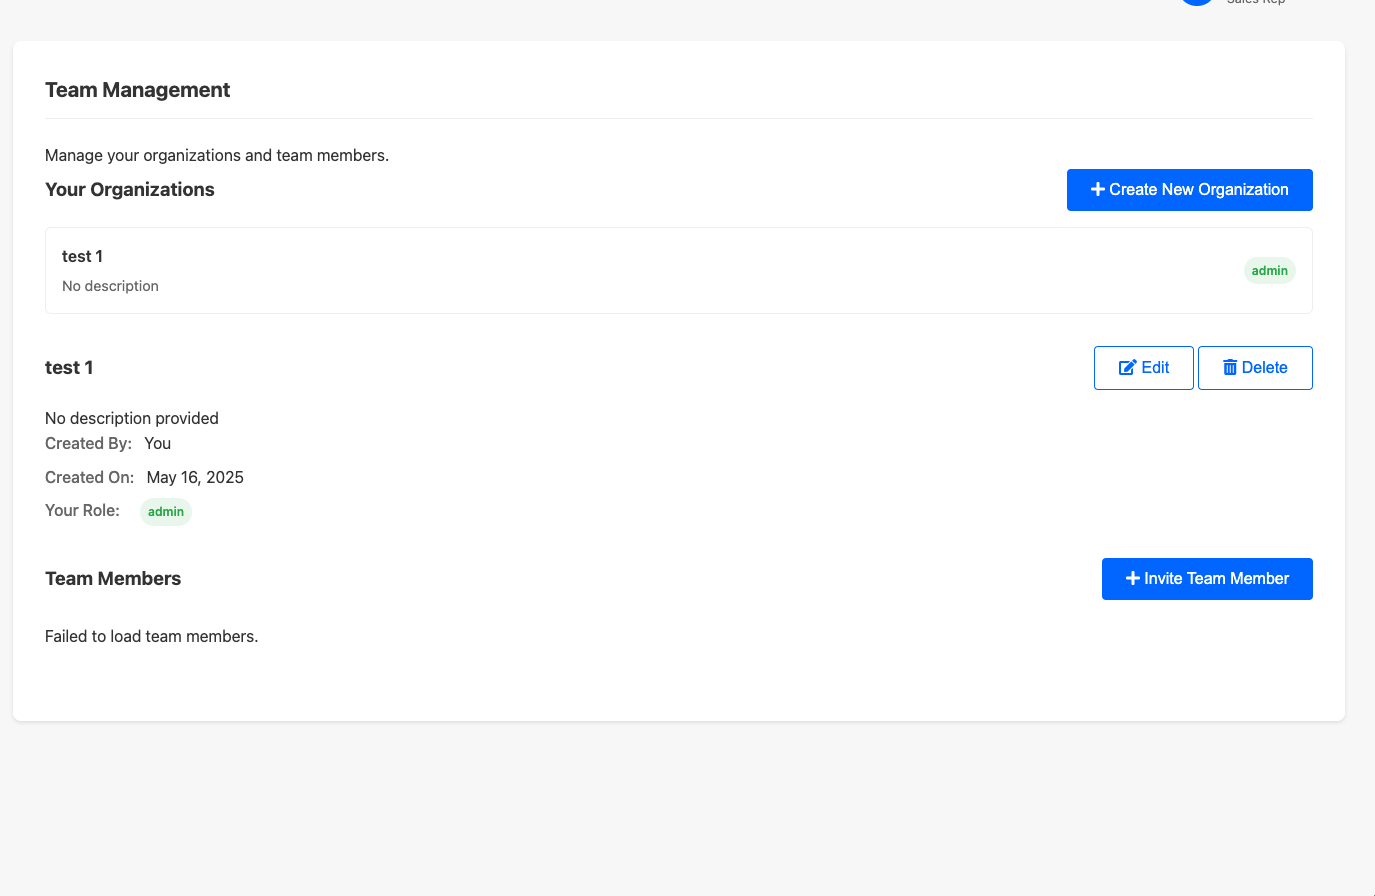 Sales Rep
Team Management
Manage your organizations and team members.
Your Organizations
Create New Organization
test 1
No description
admin
test 1
Edit
Delete
No description provided
Created By: You
Created On: May 16, 2025
Your Role: admin
Team Members
Invite Team Member
Failed to load team members.